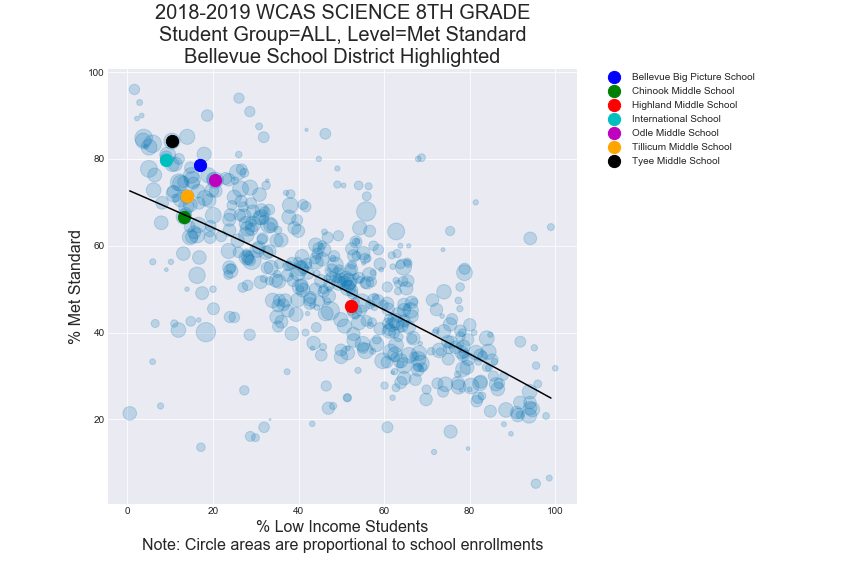 2018-2019 WCAS SCIENCE 8TH GRADE
Student Group=ALL, Level=Met Standard
Bellevue School District Highlighted
% Met Standard
100
80
60
40
20
0
20
40
60
80
100
% Low Income Students
Note: Circle areas are proportional to school enrollments
Bellevue Big Picture School
Chinook Middle School
Highland Middle School
International School
Odle Middle School
Tillicum Middle School
Tyee Middle School